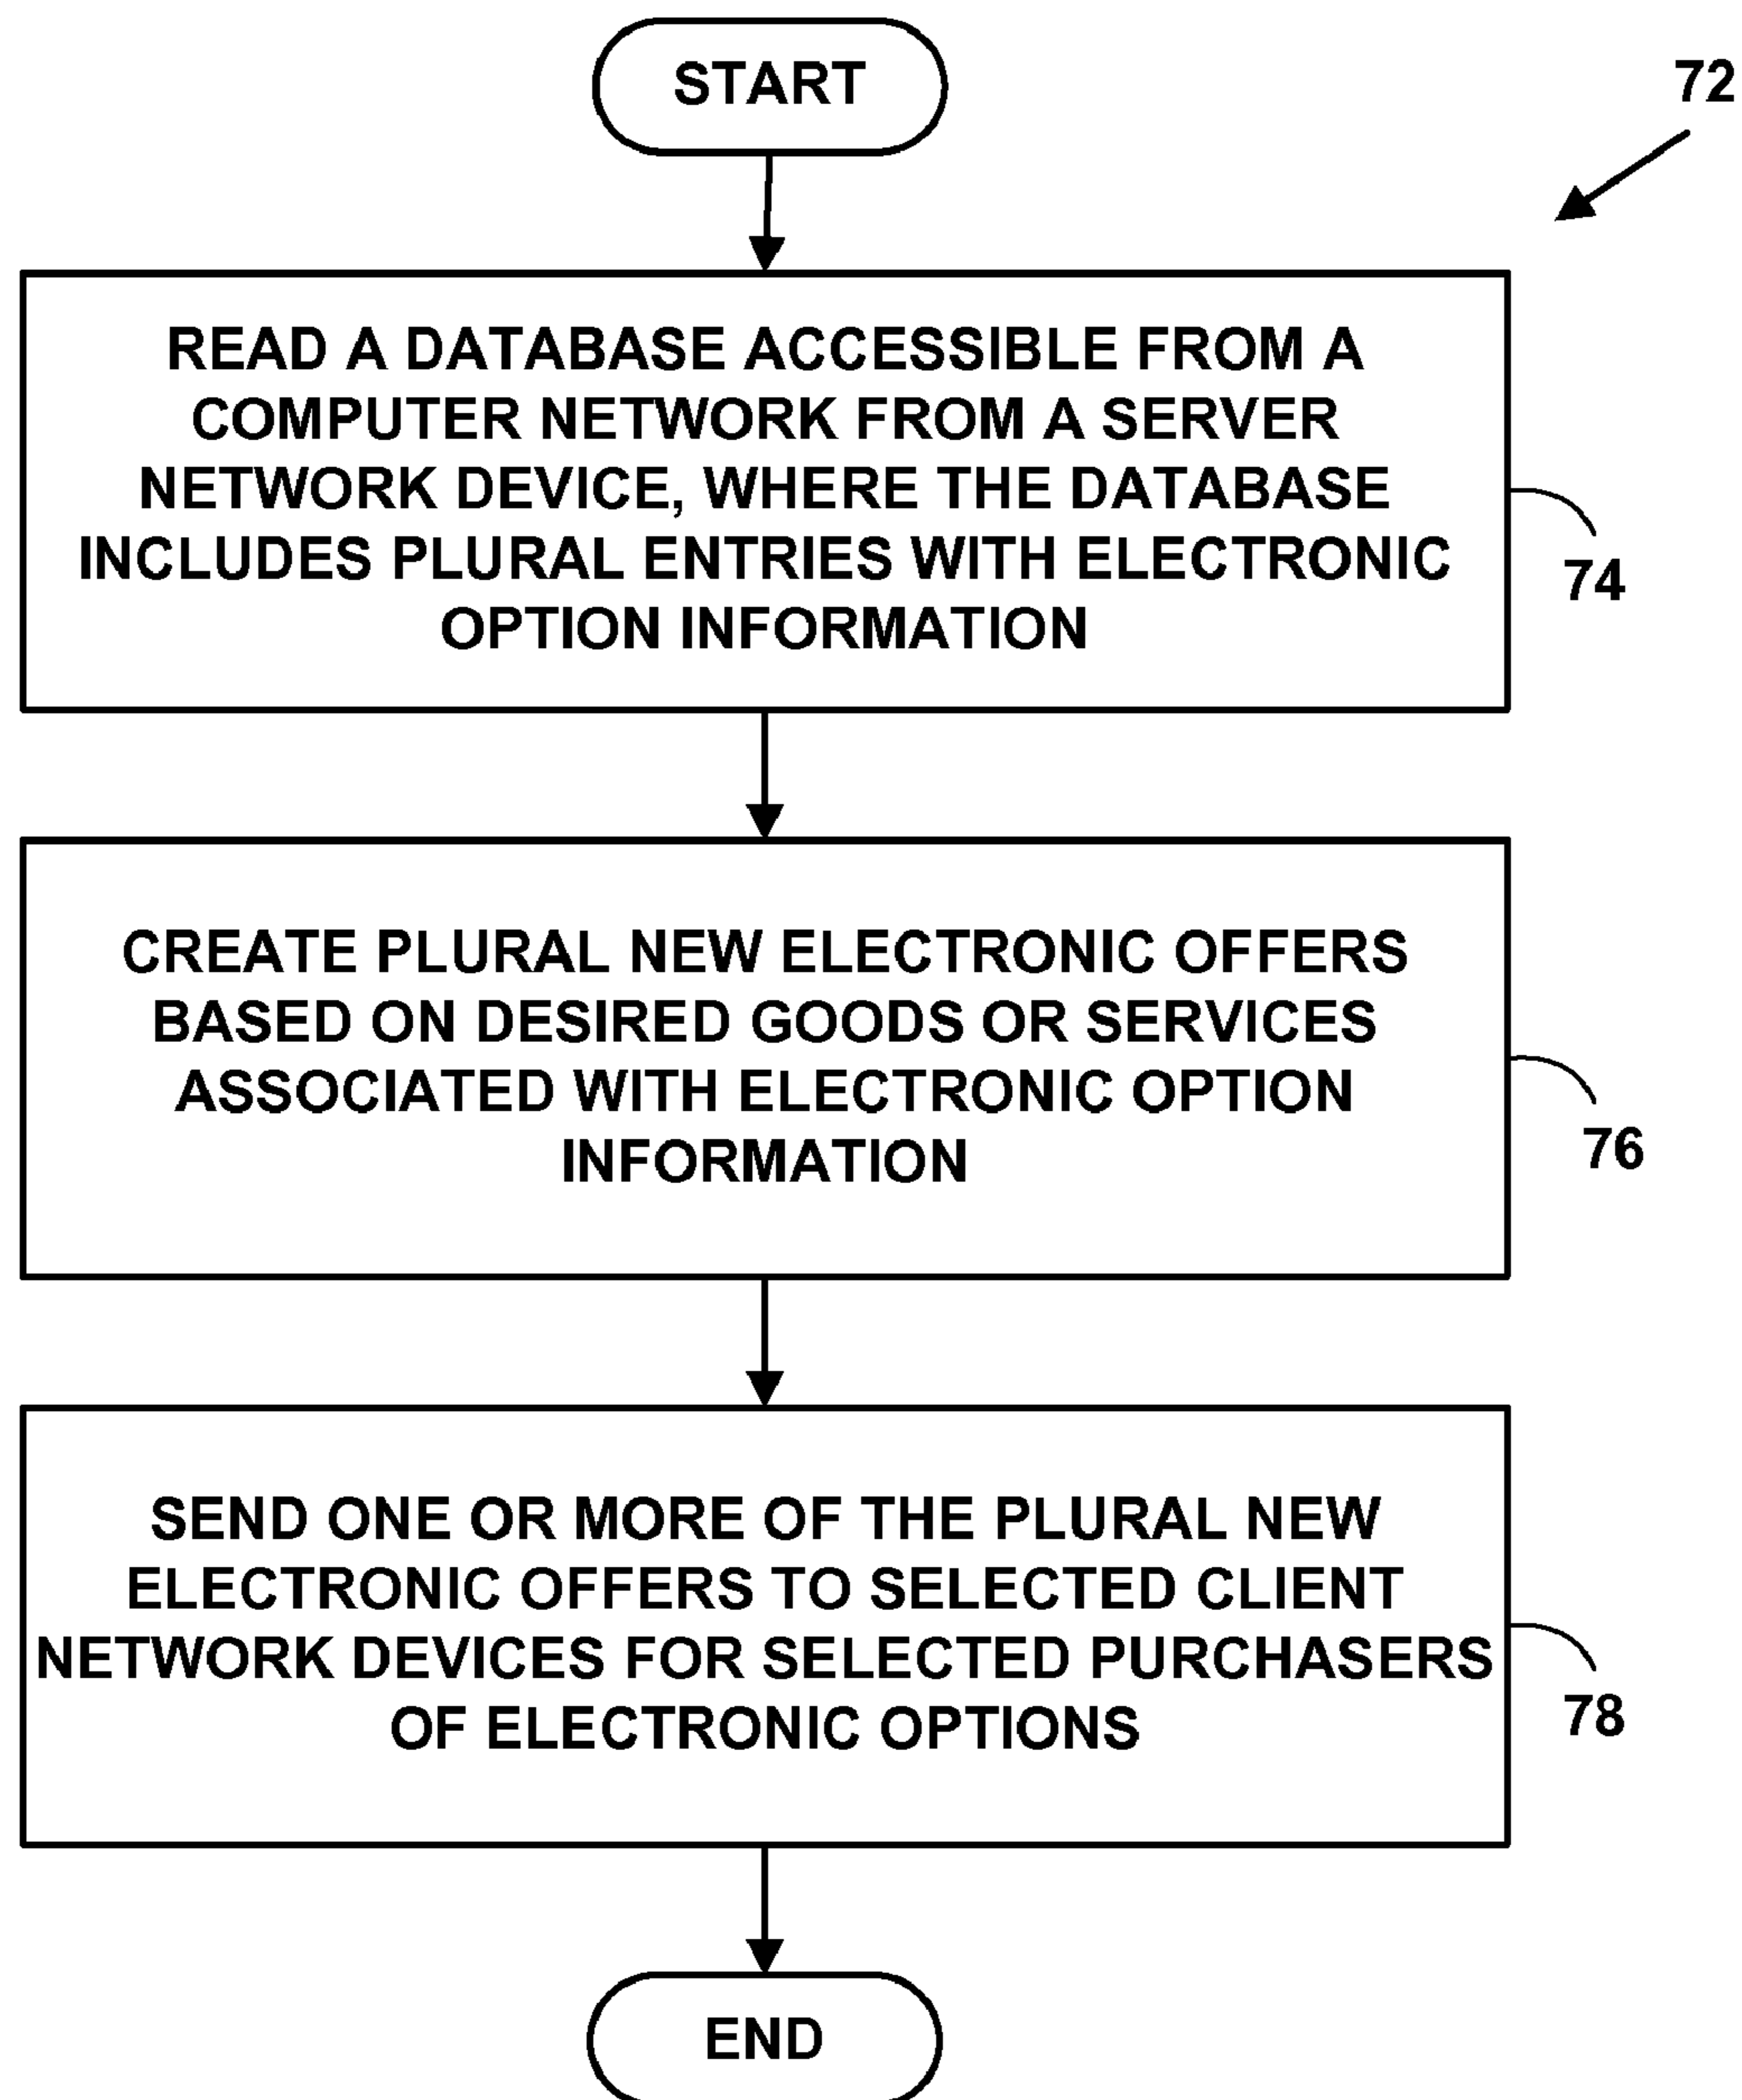 START
72
READ A DATABASE ACCESSIBLE FROM A
COMPUTER NETWORK FROM A SERVER
NETWORK DEVICE, WHERE THE DATABASE
INCLUDES PLURAL ENTRIES WITH ELECTRONIC
OPTION INFORMATION
74
CREATE PLURAL NEW ELECTRONIC OFFERS
BASED ON DESIRED GOODS OR SERVICES
ASSOCIATED WITH ELECTRONIC OPTION
INFORMATION
76
SEND ONE OR MORE OF THE PLURAL NEW
ELECTRONIC OFFERS TO SELECTED CLIENT
NETWORK DEVICES FOR SELECTED PURCHASERS
OF ELECTRONIC OPTIONS
78
END